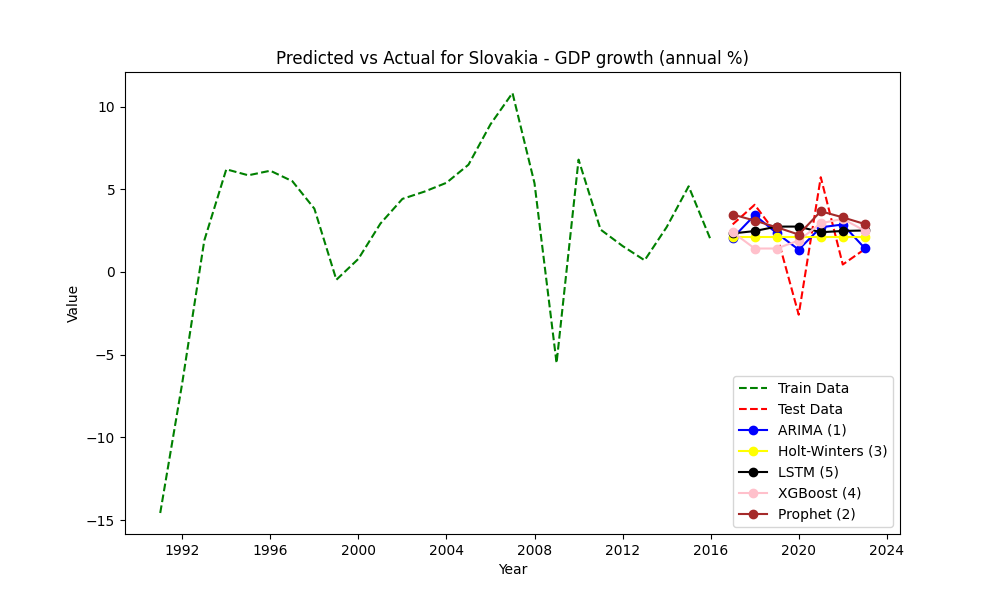 Predicted vs Actual for Slovakia - GDP growth (annual %)
Value
10
5
0
−5
−10
−15
Train Data
Test Data
ARIMA (1)
Holt-Winters (3)
LSTM (5)
XGBoost (4)
Prophet (2)
1992 1996 2000 2004 2008 2012 2016 2020 2024
Year